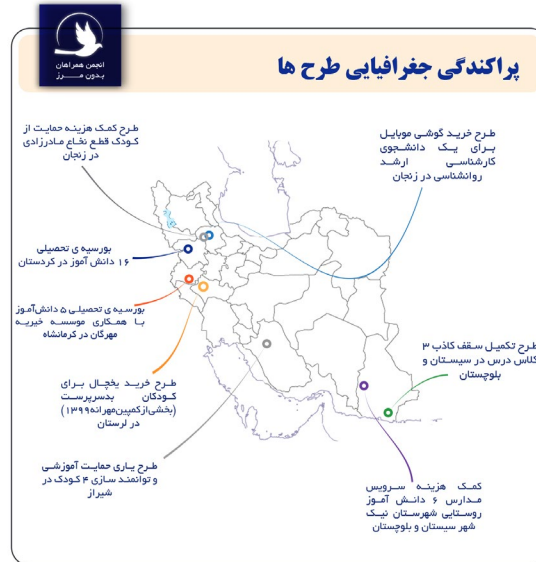 انجمن همراهان
بدون مــــرز
پراکندگی جغرافیایی طرح ها
طرح خرید گوشی موبایل
برای یک دانشجوی
کارشناسی ارشد
روانشناسی در زنجان
طرح کمک هزینه حمایت از
کودک قطع نخاع مادرزادی
در زنجان
بورسیه ی تحصیلی
۱۶ دانش آموز در کردستان
بورسیه ی تحصیلی ۵ دانش‌آموز
با همکاری موسسه خیریه
مهرگان در کرمانشاه
طرح خرید یخچال برای
کودکان بدسرپرست
(بخشی‌از‌کمپین‌مهرانه۱۳۹۹)
در لرستان
طرح یاری حمایت آموزشی
و توانمند سازی ۴ کودک در
شیراز
طرح تکمیل سقف کاذب ۳
کلاس درس در سیستان و
بلوچستان
کمک هزینه سرویس
مدارس ۶ دانش آموز
روستایی شهرستان نیک
شهر سیستان و بلوچستان